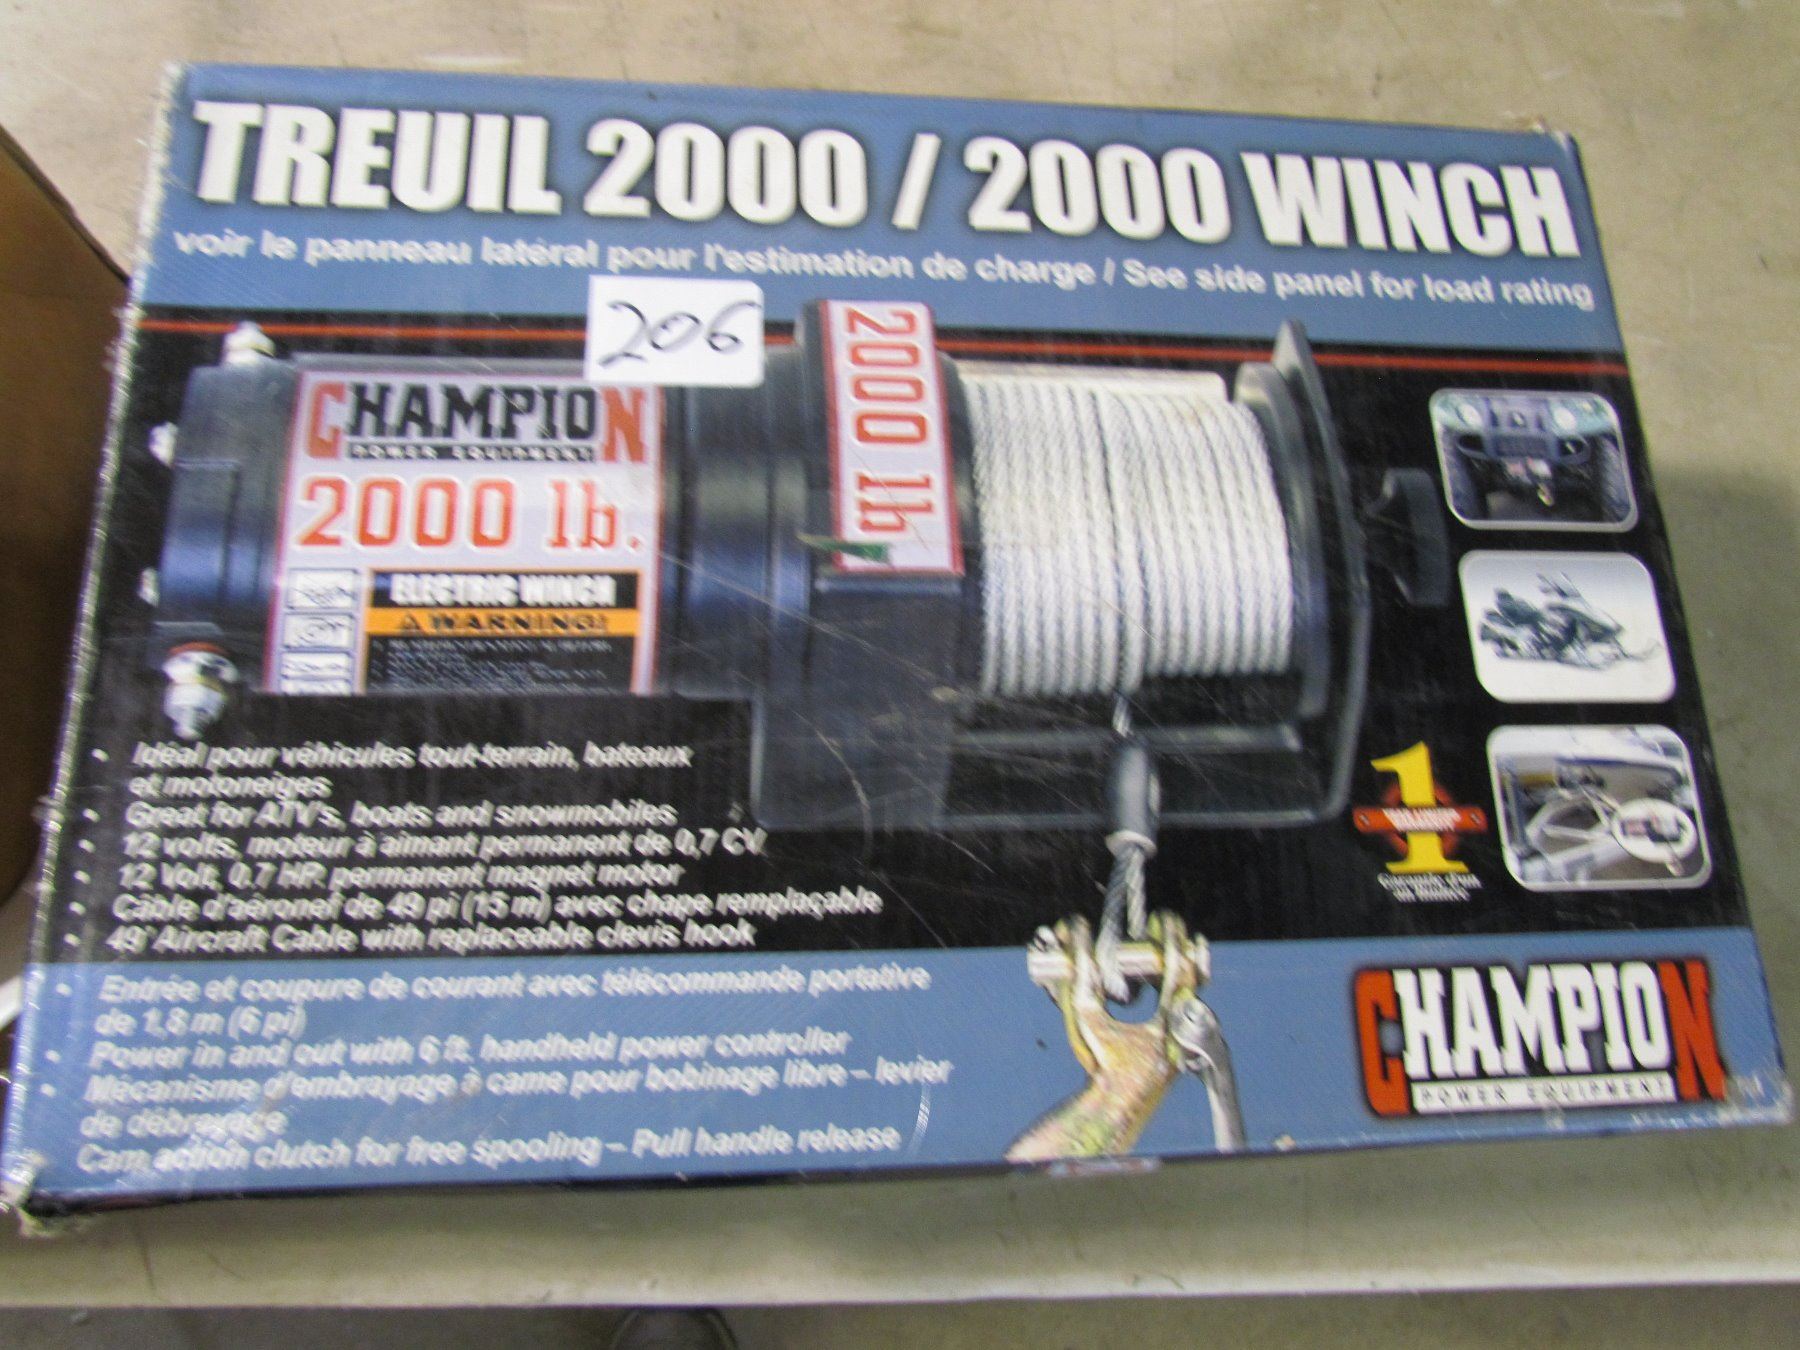 TREUIL 2000 / 2000 WINCH
voir le panneau latéral pour l'estimation de charge / See side panel for load rating
206
CHAMPION
POWER EQUIPMENT
2000 lb.
ELECTRIC WINCH
WARNING!
2000 lb
Idéal pour véhicules tout-terrain, bateaux
et motoneiges
Great for ATV's, boats and snowmobiles
12 volts, moteur à aimant permanent de 0,7 CV
12 Volt, 0.7 HP. permanent magnet motor
Câble d'aéronef de 49 pi (15 m) avec chape remplaçable
49' Aircraft Cable with replaceable clevis hook
Entrée et coupure de courant avec télécommande portative
de 1,8 m (6 pi)
Power in and out with 6 ft. handheld power controller
Mécanisme d'embrayage à came pour bobinage libre – levier
de débrayage
Cam action clutch for free spooling – Pull handle release
1
CHAMPION
POWER EQUIPMENT